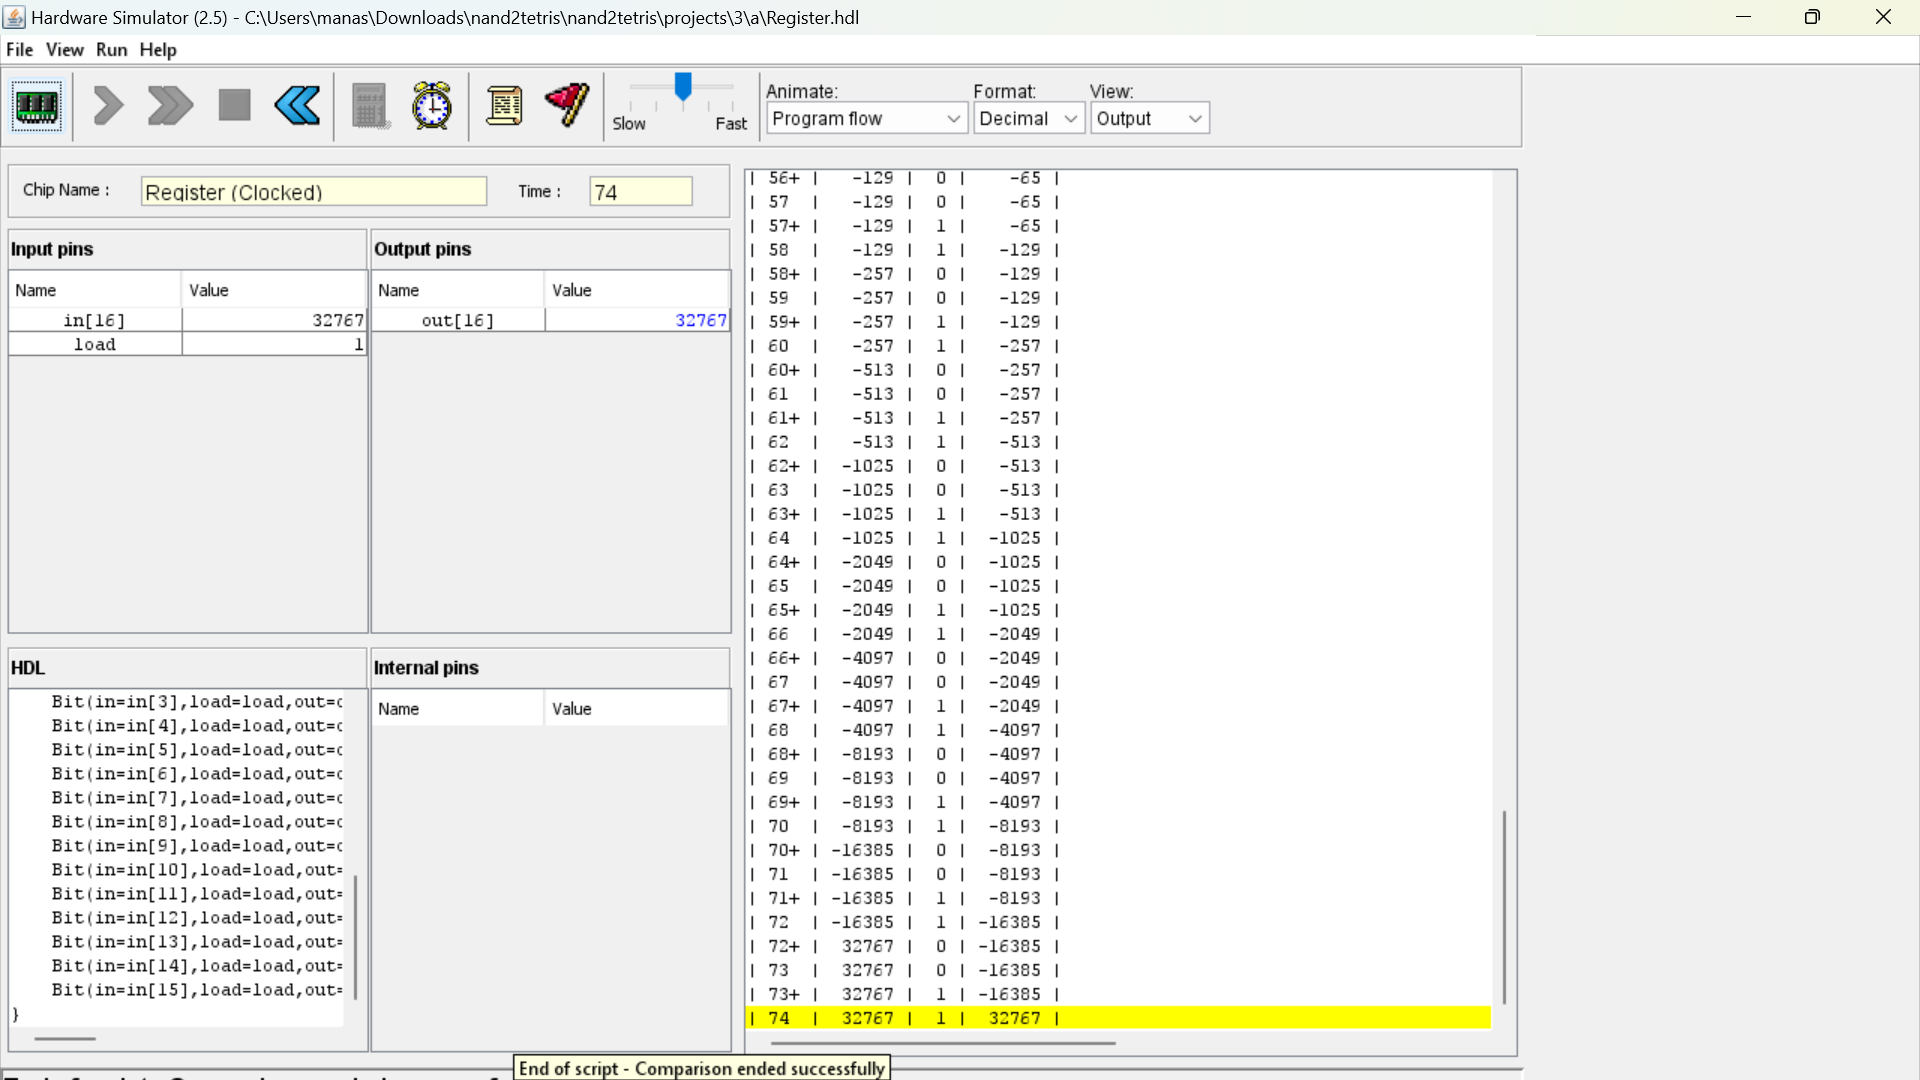 Hardware Simulator (2.5) - C:\Users\manas\Downloads\nand2tetris\nand2tetris\projects\3\a\Register.hdl
File View Run Help
Animate: Format: View:
Slow Fast Program flow Decimal Output
Chip Name : Register (Clocked) Time : 74
Input pins
Name Value
in[16] 32767
load 1
Output pins
Name Value
out[16] 32767
HDL
Bit(in=in[3],load=load,out=
Bit(in=in[4],load=load,out=
Bit(in=in[5],load=load,out=
Bit(in=in[6],load=load,out=
Bit(in=in[7],load=load,out=
Bit(in=in[8],load=load,out=
Bit(in=in[9],load=load,out=
Bit(in=in[10],load=load,out=
Bit(in=in[11],load=load,out=
Bit(in=in[12],load=load,out=
Bit(in=in[13],load=load,out=
Bit(in=in[14],load=load,out=
Bit(in=in[15],load=load,out=
}
Internal pins
Name Value
| 56+ | -129 | 0 | -65 |
| 57 | -129 | 0 | -65 |
| 57+ | -129 | 1 | -65 |
| 58 | -129 | 1 | -129 |
| 58+ | -257 | 0 | -129 |
| 59 | -257 | 0 | -129 |
| 59+ | -257 | 1 | -129 |
| 60 | -257 | 1 | -257 |
| 60+ | -513 | 0 | -257 |
| 61 | -513 | 0 | -257 |
| 61+ | -513 | 1 | -257 |
| 62 | -513 | 1 | -513 |
| 62+ | -1025 | 0 | -513 |
| 63 | -1025 | 0 | -513 |
| 63+ | -1025 | 1 | -513 |
| 64 | -1025 | 1 | -1025 |
| 64+ | -2049 | 0 | -1025 |
| 65 | -2049 | 0 | -1025 |
| 65+ | -2049 | 1 | -1025 |
| 66 | -2049 | 1 | -2049 |
| 66+ | -4097 | 0 | -2049 |
| 67 | -4097 | 0 | -2049 |
| 67+ | -4097 | 1 | -2049 |
| 68 | -4097 | 1 | -4097 |
| 68+ | -8193 | 0 | -4097 |
| 69 | -8193 | 0 | -4097 |
| 69+ | -8193 | 1 | -4097 |
| 70 | -8193 | 1 | -8193 |
| 70+ | -16385 | 0 | -8193 |
| 71 | -16385 | 0 | -8193 |
| 71+ | -16385 | 1 | -8193 |
| 72 | -16385 | 1 | -16385 |
| 72+ | 32767 | 0 | -16385 |
| 73 | 32767 | 0 | -16385 |
| 73+ | 32767 | 1 | -16385 |
| 74 | 32767 | 1 | 32767 |
End of script - Comparison ended successfully